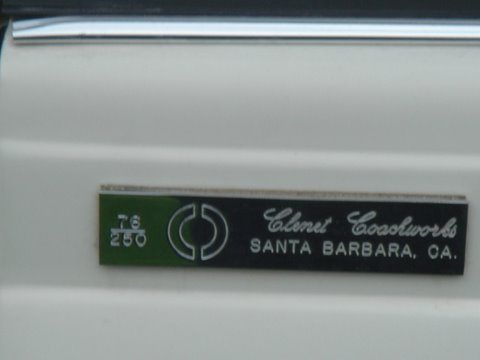 76
250
Clenet Coachworks
SANTA BARBARA, CA.